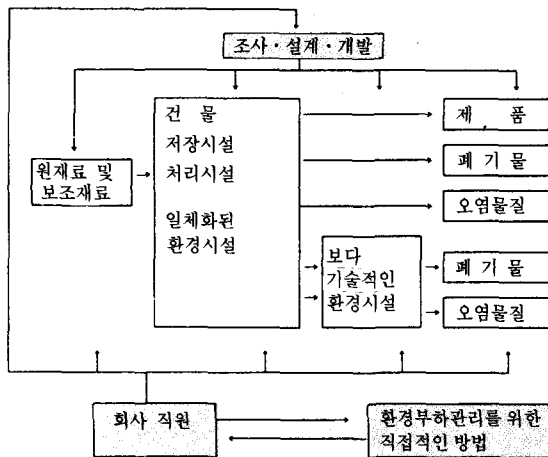 조사·설계·개발
건 물
저장시설
처리시설
일체화된
환경시설
원재료 및
보조재료
보다
기술적인
환경시설
제 품
폐 기 물
오염물질
폐 기 물
오염물질
회사 직원
환경부하관리를 위한
직접적인 방법